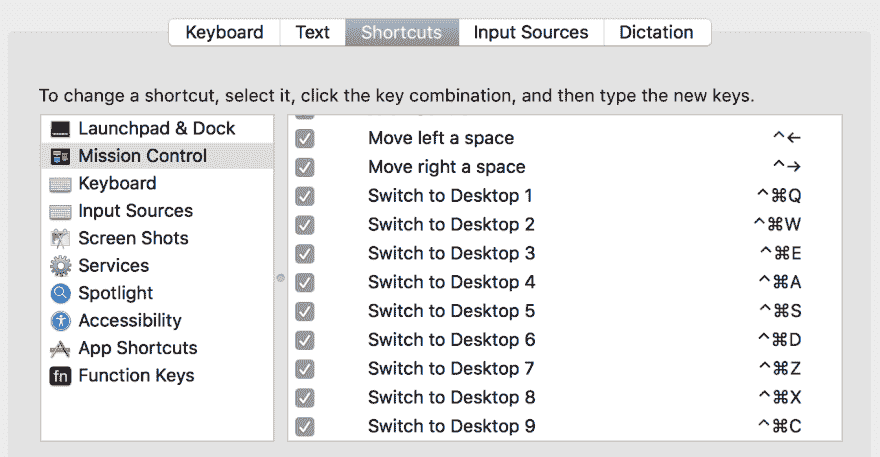 Keyboard Text Shortcuts Input Sources Dictation
To change a shortcut, select it, click the key combination, and then type the new keys.
Launchpad & Dock
Mission Control
Keyboard
Input Sources
Screen Shots
Services
Spotlight
Accessibility
App Shortcuts
fn Function Keys
Move left a space ^←
Move right a space ^→
Switch to Desktop 1 ^⌘Q
Switch to Desktop 2 ^⌘W
Switch to Desktop 3 ^⌘E
Switch to Desktop 4 ^⌘A
Switch to Desktop 5 ^⌘S
Switch to Desktop 6 ^⌘D
Switch to Desktop 7 ^⌘Z
Switch to Desktop 8 ^⌘X
Switch to Desktop 9 ^⌘C